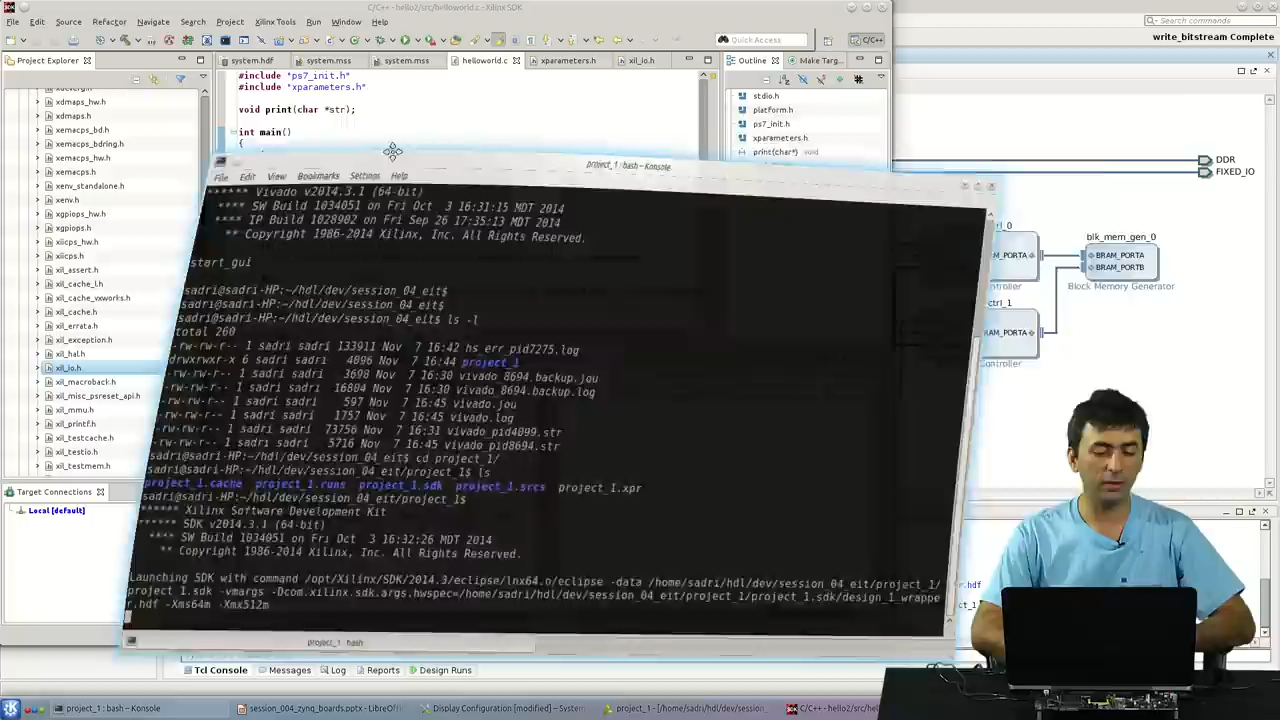 C/C++ - hello2/src/helloworld.c - Xilinx SDK
File Edit Source Refactor Navigate Search Project Xilinx Tools Run Window Help
Search commands
write_bitstream Complete
Quick Access
C/C++
Project Explorer
system.hdf
system.mss
system.mss
helloworld.c
xparameters.h
xil_io.h
Outline
Make Targ
xdmaps_hw.h
xdmaps.h
xemacps_bd.h
xemacps_bdring.h
xemacps_hw.h
xemacps.h
xenv_standalone.h
xenv.h
xgpiops_hw.h
xgpiops.h
xiicps_hw.h
xiicps.h
xil_assert.h
xil_cache_l.h
xil_cache_vxworks.h
xil_cache.h
xil_errata.h
xil_exception.h
xil_hal.h
xil_io.h
xil_macroback.h
xil_misc_psreset_api.h
xil_mmu.h
xil_printf.h
xil_testcache.h
xil_testio.h
xil_testmem.h
#include "ps7_init.h"
#include "xparameters.h"
void print(char *str);
int main()
{
stdio.h
platform.h
ps7_init.h
xparameters.h
print(char*) void
DDR
FIXED_IO
blk_mem_gen_0
BRAM_PORTA
BRAM_PORTB
Block Memory Generator
project_1 : bash - Konsole
File Edit View Bookmarks Settings Help
****** Vivado v2014.3.1 (64-bit)
**** SW Build 1034051 on Fri Oct 3 16:31:15 MDT 2014
**** IP Build 1028902 on Fri Sep 26 17:35:13 MDT 2014
** Copyright 1986-2014 Xilinx, Inc. All Rights Reserved.
start_gui
sadri@sadri-HP:~/hdl/dev/session_04_eit$
sadri@sadri-HP:~/hdl/dev/session_04_eit$
sadri@sadri-HP:~/hdl/dev/session_04_eit$ ls -l
total 260
-rw-rw-r-- 1 sadri sadri 133911 Nov 7 16:42 hs_err_pid7275.log
drwxrwxr-x 6 sadri sadri 4096 Nov 7 16:44 project_1
-rw-rw-r-- 1 sadri sadri 3698 Nov 7 16:30 vivado_8694.backup.jou
-rw-rw-r-- 1 sadri sadri 16804 Nov 7 16:30 vivado_8694.backup.log
-rw-rw-r-- 1 sadri sadri 597 Nov 7 16:45 vivado.jou
-rw-rw-r-- 1 sadri sadri 1757 Nov 7 16:45 vivado.log
-rw-rw-r-- 1 sadri sadri 73756 Nov 7 16:31 vivado_pid4099.str
-rw-rw-r-- 1 sadri sadri 5716 Nov 7 16:45 vivado_pid8694.str
sadri@sadri-HP:~/hdl/dev/session_04_eit$ cd project_1/
sadri@sadri-HP:~/hdl/dev/session_04_eit/project_1$ ls
project_1.cache project_1.runs project_1.sdk project_1.srcs project_1.xpr
sadri@sadri-HP:~/hdl/dev/session_04_eit/project_1$
****** Xilinx Software Development Kit
****** SDK v2014.3.1 (64-bit)
**** SW Build 1034051 on Fri Oct 3 16:32:26 MDT 2014
** Copyright 1986-2014 Xilinx, Inc. All Rights Reserved.
Launching SDK with command /opt/Xilinx/SDK/2014.3/eclipse/lnx64.o/eclipse -data /home/sadri/hdl/dev/session_04_eit/project_1/
project_1.sdk -vmargs -Dcom.xilinx.sdk.args.hwspec=/home/sadri/hdl/dev/session_04_eit/project_1/project_1.sdk/design_1_wrappe
r.hdf -Xms64m -Xmx512m
project_1 : bash
Target Connections
Local [default]
Tcl Console Messages Log Reports Design Runs
project_1 : bash - Konsole